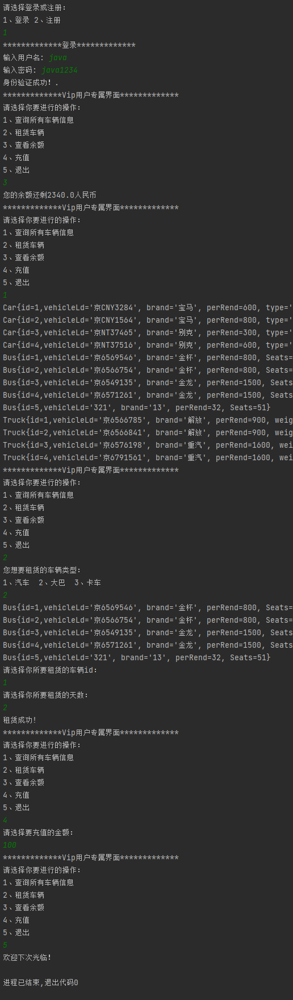 请选择登录或注册:
1、登录 2、注册
1
*************登录*************
输入用户名: java
输入密码: java1234
身份验证成功! .
*************Vip用户专属界面*************
请选择你要进行的操作:
1、查询所有车辆信息
2、租赁车辆
3、查看余额
4、充值
5、退出
3
您的余额还剩2340.0人民币
*************Vip用户专属界面*************
请选择你要进行的操作:
1、查询所有车辆信息
2、租赁车辆
3、查看余额
4、充值
5、退出
1
Car{id=1,vehicleLd='京CNY3284', brand='宝马', perRend=600, type='
Car{id=2,vehicleLd='京CNY1564', brand='宝马', perRend=800, type='
Car{id=3,vehicleLd='京NT37465', brand='别克', perRend=300, type='
Car{id=4,vehicleLd='京NT37516', brand='别克', perRend=600, type='
Bus{id=1,vehicleLd='京6569546', brand='金杯', perRend=800, Seats=
Bus{id=2,vehicleLd='京6566754', brand='金杯', perRend=800, Seats=
Bus{id=3,vehicleLd='京6549135', brand='金龙', perRend=1500, Seats
Bus{id=4,vehicleLd='京6571261', brand='金龙', perRend=1500, Seats
Bus{id=5,vehicleLd='321', brand='13', perRend=32, Seats=51}
Truck{id=1,vehicleLd='京6566785', brand='解放', perRend=900, weig
Truck{id=2,vehicleLd='京6566841', brand='解放', perRend=900, weig
Truck{id=3,vehicleLd='京6576198', brand='重汽', perRend=1600, wei
Truck{id=4,vehicleLd='京6791561', brand='重汽', perRend=1600, wei
*************Vip用户专属界面*************
请选择你要进行的操作:
1、查询所有车辆信息
2、租赁车辆
3、查看余额
4、充值
5、退出
2
您想要租赁的车辆类型:
1、汽车  2、大巴  3、卡车
2
Bus{id=1,vehicleLd='京6569546', brand='金杯', perRend=800, Seats=
Bus{id=2,vehicleLd='京6566754', brand='金杯', perRend=800, Seats=
Bus{id=3,vehicleLd='京6549135', brand='金龙', perRend=1500, Seats
Bus{id=4,vehicleLd='京6571261', brand='金龙', perRend=1500, Seats
Bus{id=5,vehicleLd='321', brand='13', perRend=32, Seats=51}
请选择你所要租赁的车辆id:
1
请选择你所要租赁的天数:
2
租赁成功!
*************Vip用户专属界面*************
请选择你要进行的操作:
1、查询所有车辆信息
2、租赁车辆
3、查看余额
4、充值
5、退出
4
请选择要充值的金额:
100
*************Vip用户专属界面*************
请选择你要进行的操作:
1、查询所有车辆信息
2、租赁车辆
3、查看余额
4、充值
5、退出
5
欢迎下次光临!
进程已结束,退出代码0